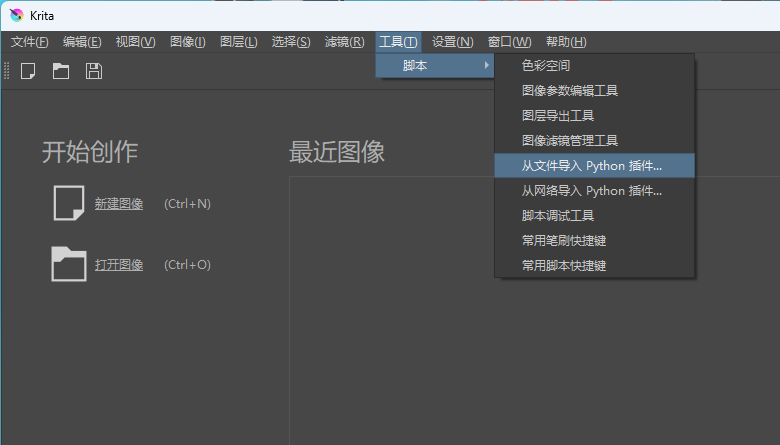 Krita
文件(F) 编辑(E) 视图(V) 图像(I) 图层(L) 选择(S) 滤镜(R) 工具(T) 设置(N) 窗口(W) 帮助(H)
脚本
色彩空间
图像参数编辑工具
图层导出工具
图像滤镜管理工具
从文件导入 Python 插件...
从网络导入 Python 插件...
脚本调试工具
常用笔刷快捷键
常用脚本快捷键
开始创作
新建图像 (Ctrl+N)
打开图像 (Ctrl+O)
最近图像